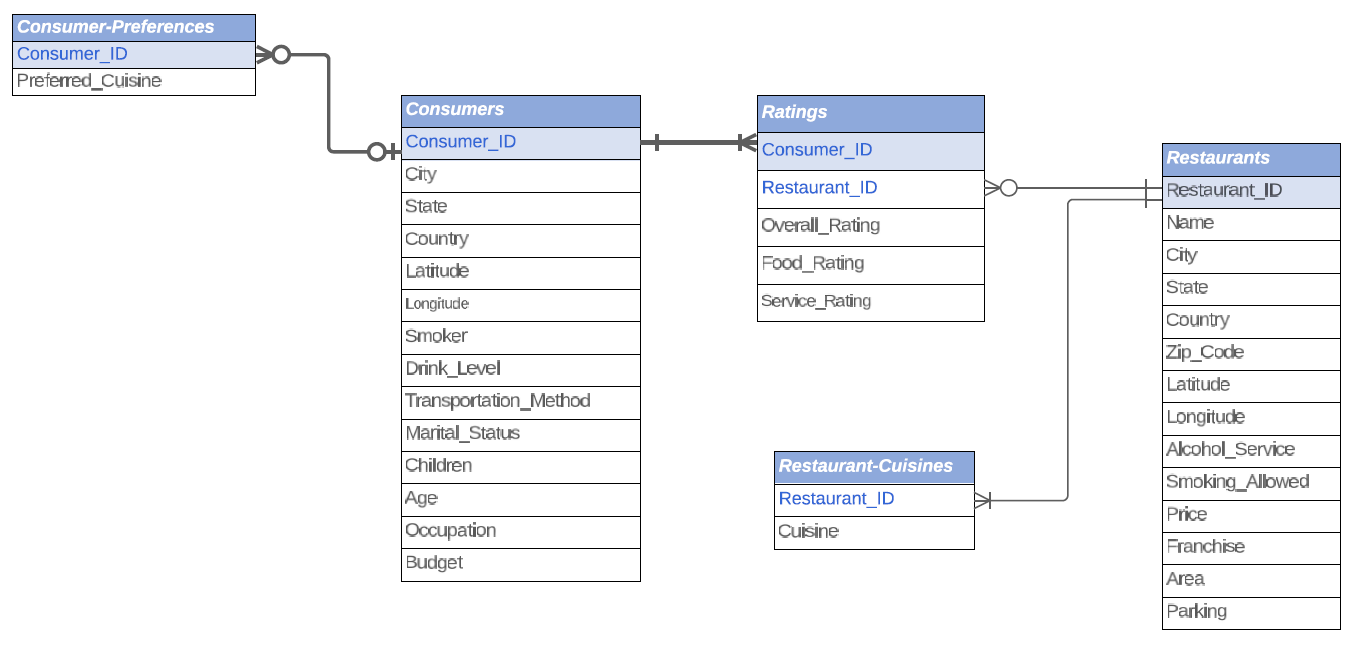 Consumer-Preferences
Consumer_ID
Preferred_Cuisine
Consumers
Consumer_ID
City
State
Country
Latitude
Longitude
Smoker
Drink_Level
Transportation_Method
Marital_Status
Children
Age
Occupation
Budget
Ratings
Consumer_ID
Restaurant_ID
Overall_Rating
Food_Rating
Service_Rating
Restaurant-Cuisines
Restaurant_ID
Cuisine
Restaurants
Restaurant_ID
Name
City
State
Country
Zip_Code
Latitude
Longitude
Alcohol_Service
Smoking_Allowed
Price
Franchise
Area
Parking